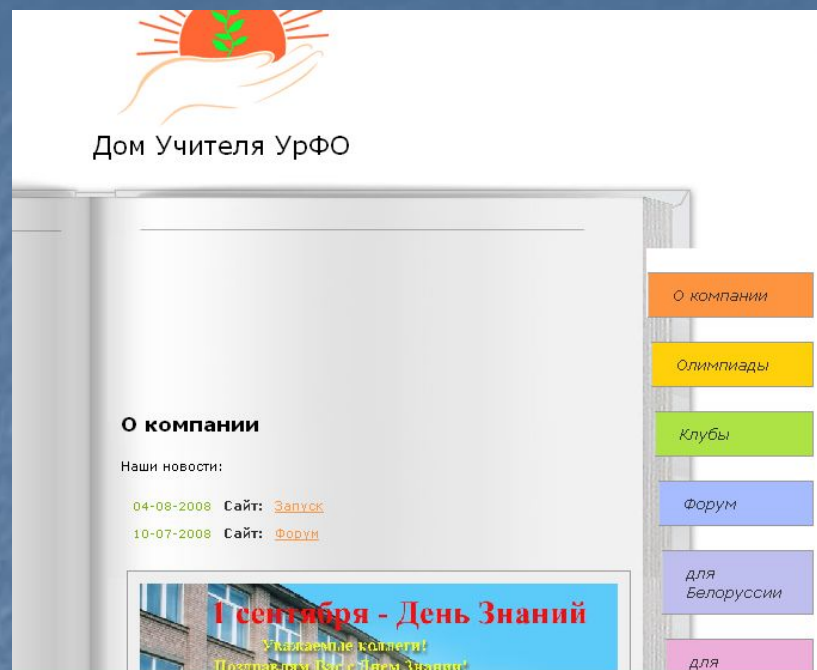 Дом Учителя УрФО
О компании
Олимпиады
Клубы
Форум
для
Белоруссии
для
О компании
Наши новости:
04-08-2008 Сайт: Запуск
10-07-2008 Сайт: Форум
1 сентября - День Знаний
Уважаемые коллеги!
Поздравляем Вас с Днем Знаний!